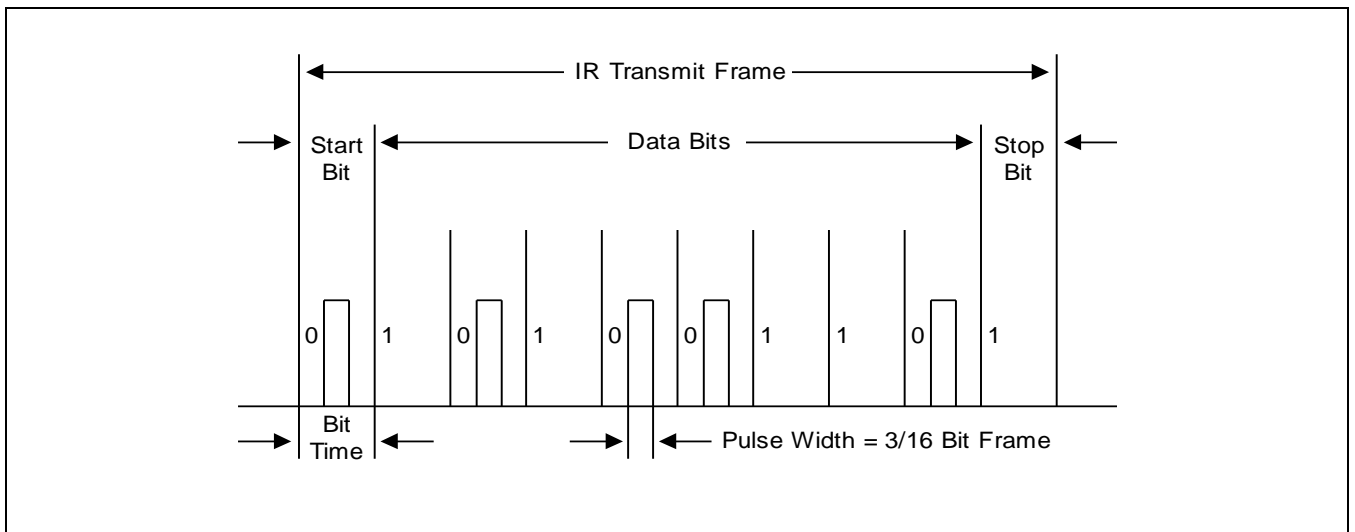 IR Transmit Frame
Start
Bit
Data Bits
Stop
Bit
0 1 0 1 0 0 1 1 0 1
Bit
Time
Pulse Width = 3/16 Bit Frame